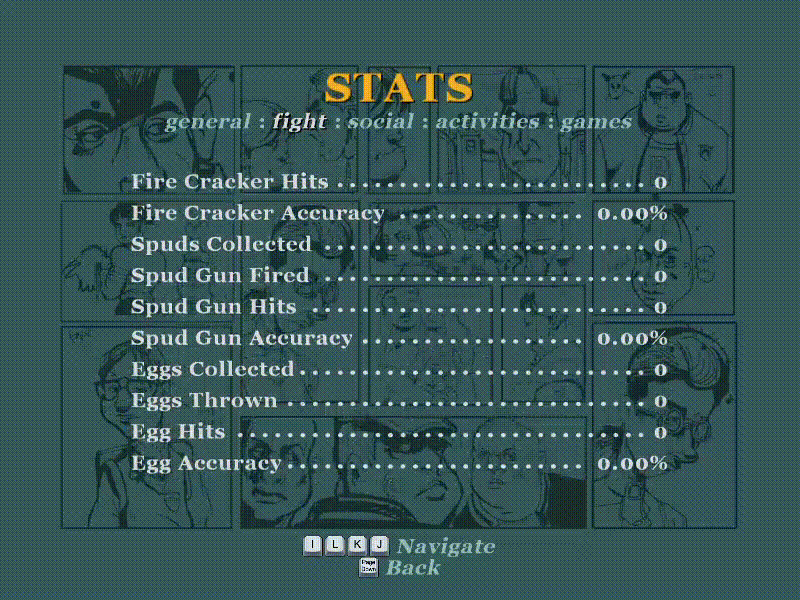 STATS
general : fight : social : activities : games
Fire Cracker Hits . . . . . . . . . . . . . . . . . . . . . . . . 0
Fire Cracker Accuracy . . . . . . . . . . . . . . . 0.00%
Spuds Collected . . . . . . . . . . . . . . . . . . . . . . . . . 0
Spud Gun Fired . . . . . . . . . . . . . . . . . . . . . . . . . 0
Spud Gun Hits . . . . . . . . . . . . . . . . . . . . . . . . . . 0
Spud Gun Accuracy . . . . . . . . . . . . . . . . . . 0.00%
Eggs Collected . . . . . . . . . . . . . . . . . . . . . . . . . . . 0
Eggs Thrown . . . . . . . . . . . . . . . . . . . . . . . . . . . . 0
Egg Hits . . . . . . . . . . . . . . . . . . . . . . . . . . . . . . . . 0
Egg Accuracy . . . . . . . . . . . . . . . . . . . . . . . 0.00%
I L K J Navigate
Page Down Back